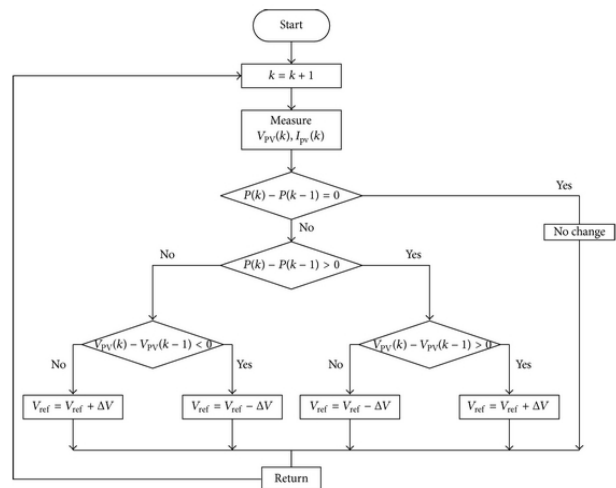 Start
k = k + 1
Measure
V_PV(k), I_pv(k)
P(k) − P(k − 1) = 0
Yes
No
No change
P(k) − P(k − 1) > 0
No
Yes
V_PV(k) − V_PV(k − 1) < 0
V_PV(k) − V_PV(k − 1) > 0
No
Yes
No
Yes
V_ref = V_ref + ΔV
V_ref = V_ref − ΔV
V_ref = V_ref − ΔV
V_ref = V_ref + ΔV
Return